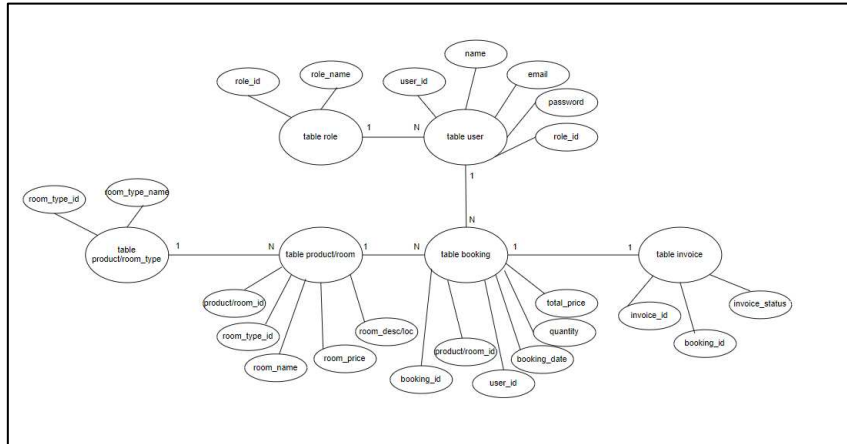 name
role_id
role_name
user_id
email
password
role_id
table role
1
N
table user
1
N
room_type_id
room_type_name
table
product/room_type
1
N
table product/room
1
N
table booking
1
1
table invoice
product/room_id
room_type_id
room_name
room_price
room_desc/loc
booking_id
product/room_id
user_id
booking_date
quantity
total_price
invoice_id
booking_id
invoice_status